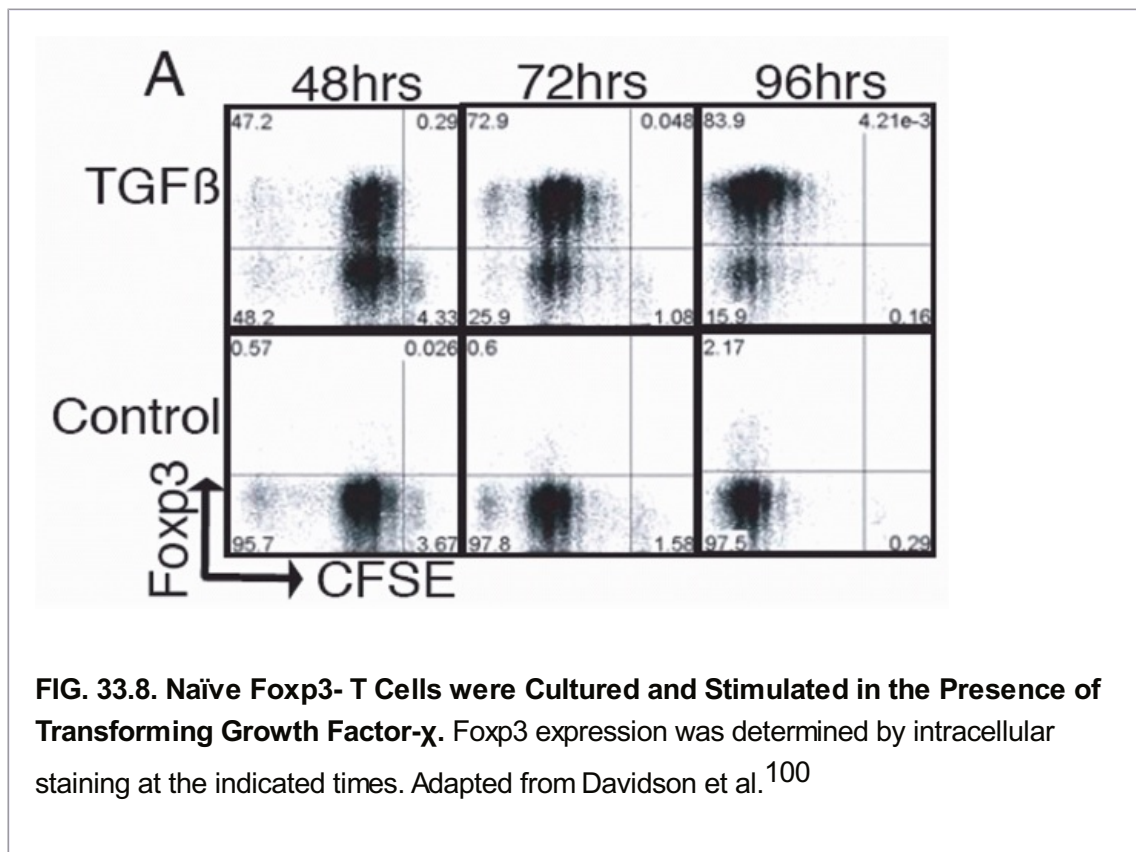 A
48hrs 72hrs 96hrs
47.2 0.29 72.9 0.048 83.9 4.21e-3
TGFß
48.2 4.33 25.9 1.08 15.9 0.16
0.57 0.026 0.6 2.17
Control
Foxp3
95.7 3.67 97.8 1.58 97.5 0.29
CFSE
FIG. 33.8. Naïve Foxp3- T Cells were Cultured and Stimulated in the Presence of
Transforming Growth Factor-χ. Foxp3 expression was determined by intracellular
staining at the indicated times. Adapted from Davidson et al.100